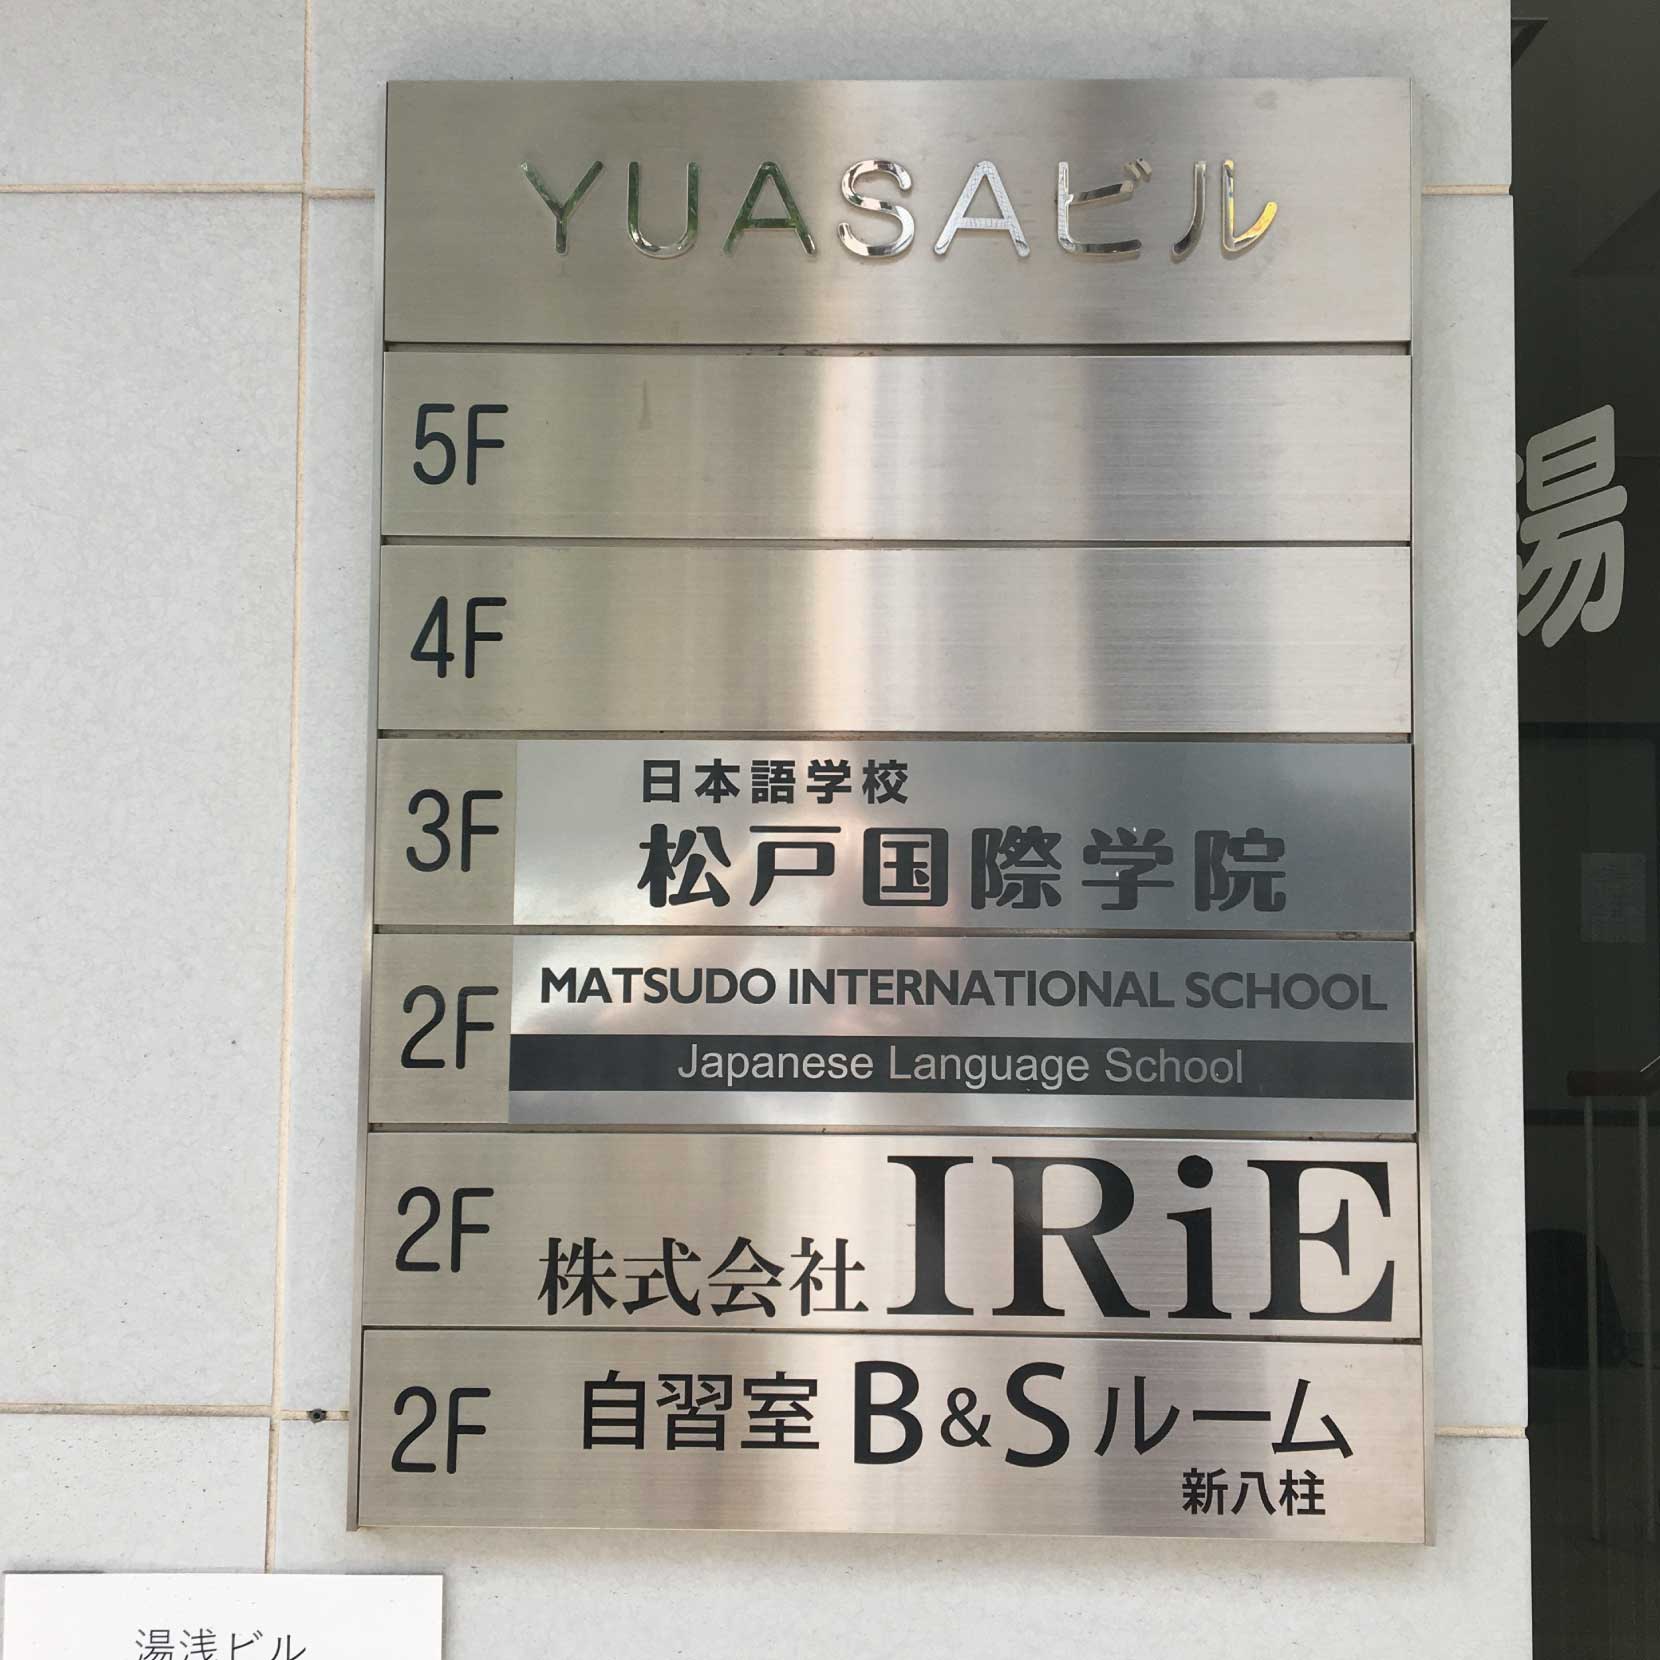 YUASAビル
5F
4F
3F 日本語学校
松戸国際学院
2F MATSUDO INTERNATIONAL SCHOOL
Japanese Language School
2F 株式会社 IRiE
2F 自習室 B&Sルーム
新八柱
湯
湯浅ビル